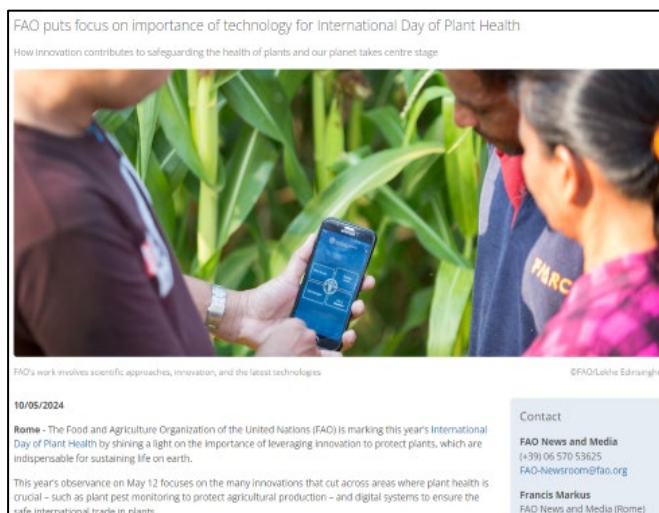 FAO puts focus on importance of technology for International Day of Plant Health
How innovation contributes to safeguarding the health of plants and our planet takes centre stage
FAO's work involves scientific approaches, innovation, and the latest technologies
©FAO/Lekha Edirisinghe
10/05/2024
Rome - The Food and Agriculture Organization of the United Nations (FAO) is marking this year's International
Day of Plant Health by shining a light on the importance of leveraging innovation to protect plants, which are
indispensable for sustaining life on earth.
This year's observance on May 12 focuses on the many innovations that cut across areas where plant health is
crucial – such as plant pest monitoring to protect agricultural production – and digital systems to ensure the
safe international trade in plants.
Contact
FAO News and Media
(+39) 06 570 53625
FAO-Newsroom@fao.org
Francis Markus
FAO News and Media (Rome)